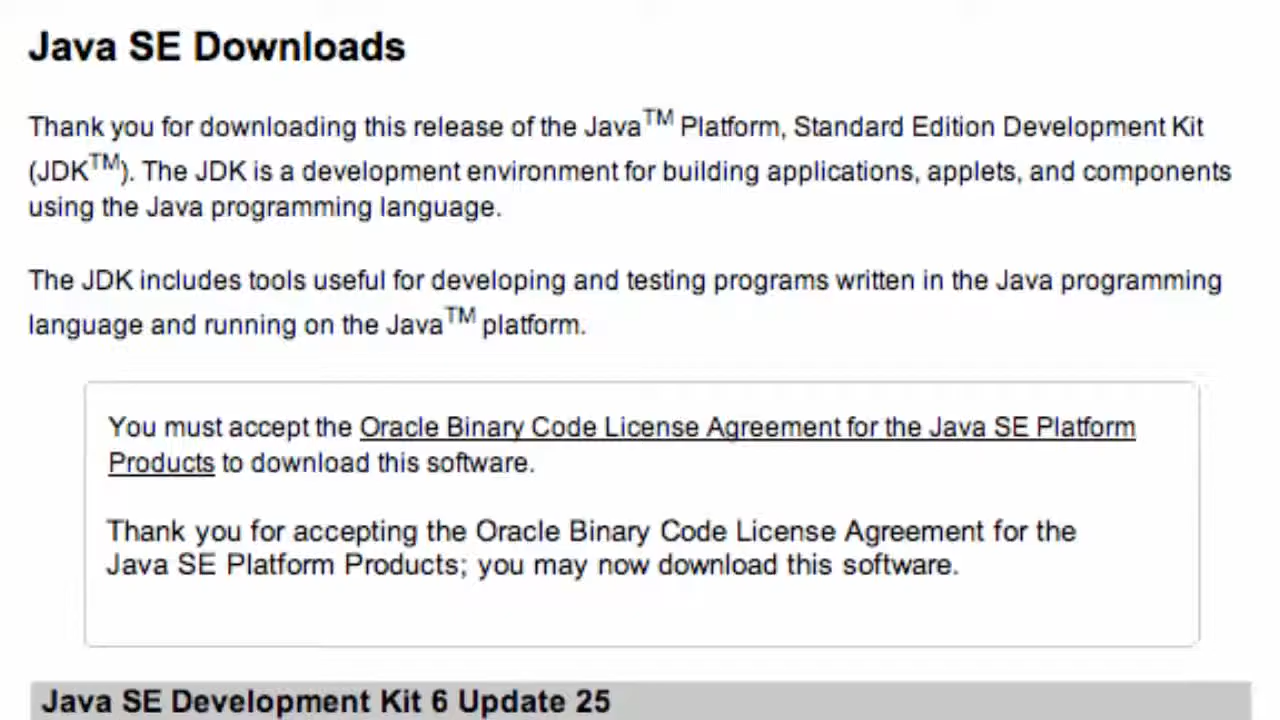 Java SE Downloads
Thank you for downloading this release of the Java™ Platform, Standard Edition Development Kit
(JDK™). The JDK is a development environment for building applications, applets, and components
using the Java programming language.
The JDK includes tools useful for developing and testing programs written in the Java programming
language and running on the Java™ platform.
You must accept the Oracle Binary Code License Agreement for the Java SE Platform
Products to download this software.
Thank you for accepting the Oracle Binary Code License Agreement for the
Java SE Platform Products; you may now download this software.
Java SE Development Kit 6 Update 25